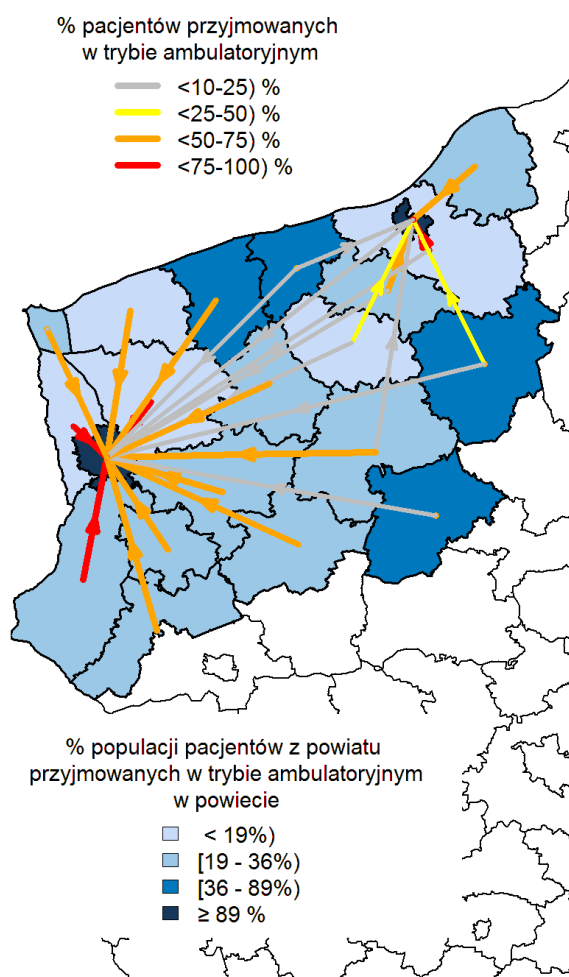 % pacjentów przyjmowanych
w trybie ambulatoryjnym
<10-25) %
<25-50) %
<50-75) %
<75-100) %
% populacji pacjentów z powiatu
przyjmowanych w trybie ambulatoryjnym
w powiecie
< 19%)
[19 - 36%)
[36 - 89%)
≥ 89 %